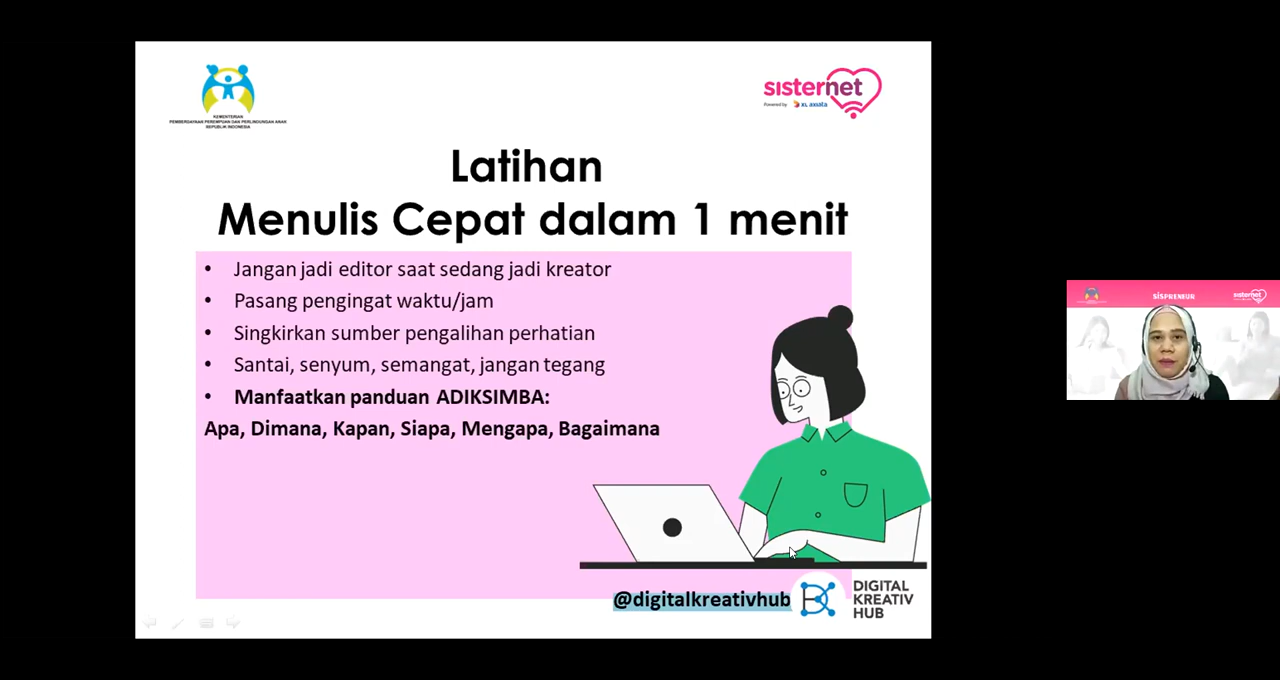 KEMENTERIAN
PEMBERDAYAAN PEREMPUAN DAN PERLINDUNGAN ANAK
REPUBLIK INDONESIA
sisternet
Powered by XL axiata
Latihan
Menulis Cepat dalam 1 menit
• Jangan jadi editor saat sedang jadi kreator
• Pasang pengingat waktu/jam
• Singkirkan sumber pengalihan perhatian
• Santai, senyum, semangat, jangan tegang
• Manfaatkan panduan ADIKSIMBA:
Apa, Dimana, Kapan, Siapa, Mengapa, Bagaimana
@digitalkreativhub
DIGITAL
KREATIV
HUB
SISPRENEUR
sisternet